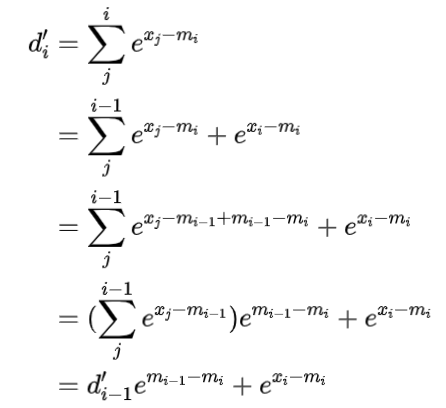 d'_i = \sum_{j}^{i} e^{x_j - m_i}
= \sum_{j}^{i-1} e^{x_j - m_i} + e^{x_i - m_i}
= \sum_{j}^{i-1} e^{x_j - m_{i-1} + m_{i-1} - m_i} + e^{x_i - m_i}
= (\sum_{j}^{i-1} e^{x_j - m_{i-1}}) e^{m_{i-1} - m_i} + e^{x_i - m_i}
= d'_{i-1} e^{m_{i-1} - m_i} + e^{x_i - m_i}